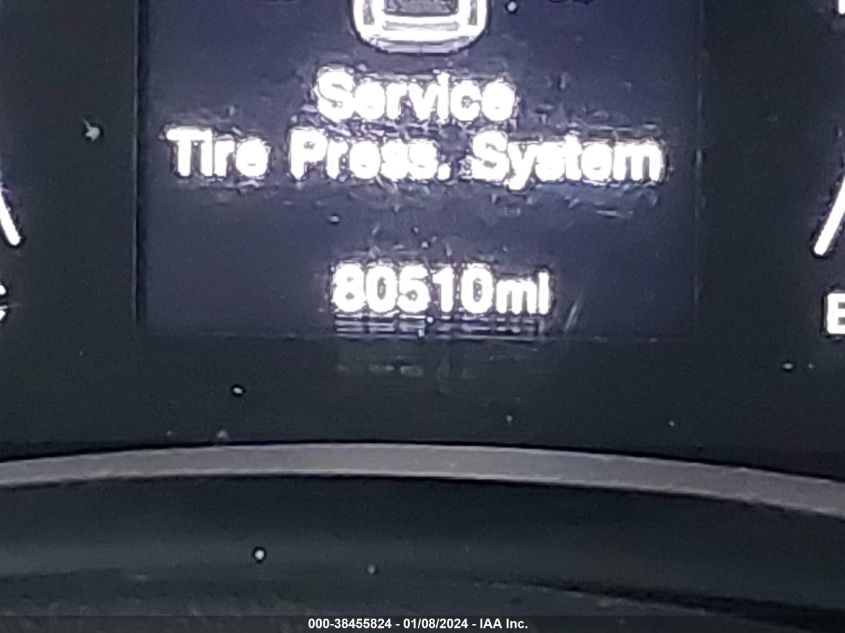 Service
Tire Press. System
80510mi
C
E
000-38455824 - 01/08/2024 - IAA Inc.